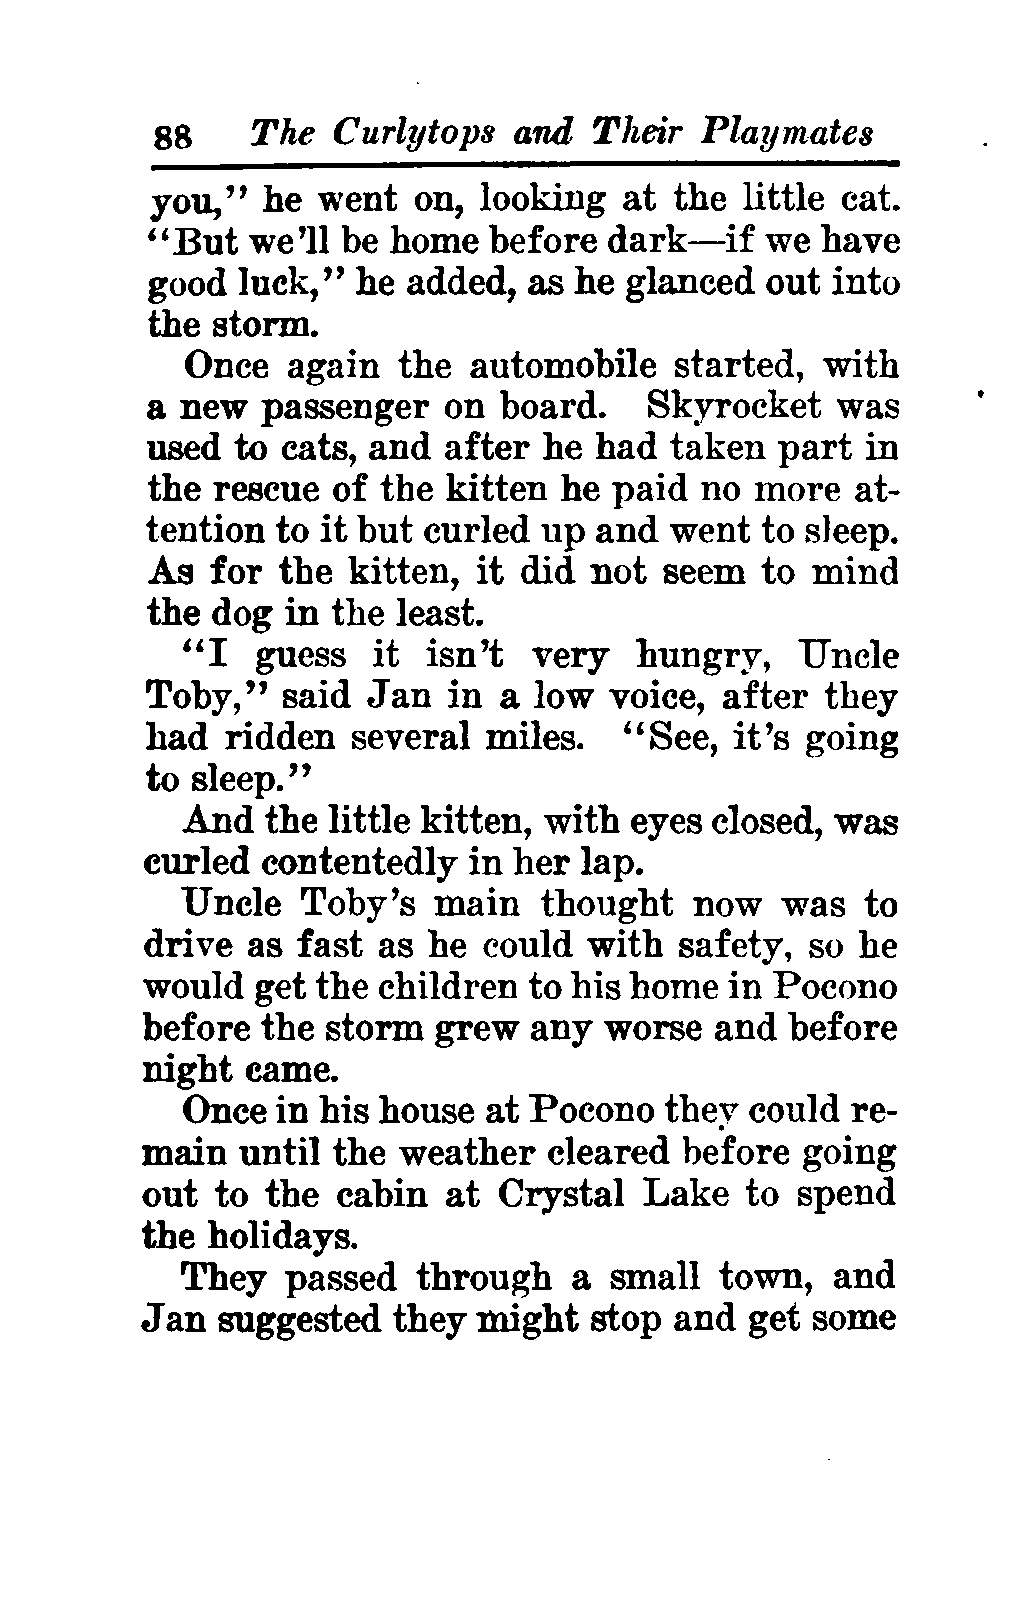 88 The Curlytops and Their Playmates
you,” he went on, looking at the little cat.
“But we’ll be home before dark—if we have
good luck,” he added, as he glanced out into
the storm.
Once again the automobile started, with
a new passenger on board. Skyrocket was
used to cats, and after he had taken part in
the rescue of the kitten he paid no more at-
tention to it but curled up and went to sleep.
As for the kitten, it did not seem to mind
the dog in the least.
“I guess it isn’t very hungry, Uncle
Toby,” said Jan in a low voice, after they
had ridden several miles. “See, it’s going
to sleep.”
And the little kitten, with eyes closed, was
curled contentedly in her lap.
Uncle Toby’s main thought now was to
drive as fast as he could with safety, so he
would get the children to his home in Pocono
before the storm grew any worse and before
night came.
Once in his house at Pocono they could re-
main until the weather cleared before going
out to the cabin at Crystal Lake to spend
the holidays.
They passed through a small town, and
Jan suggested they might stop and get some